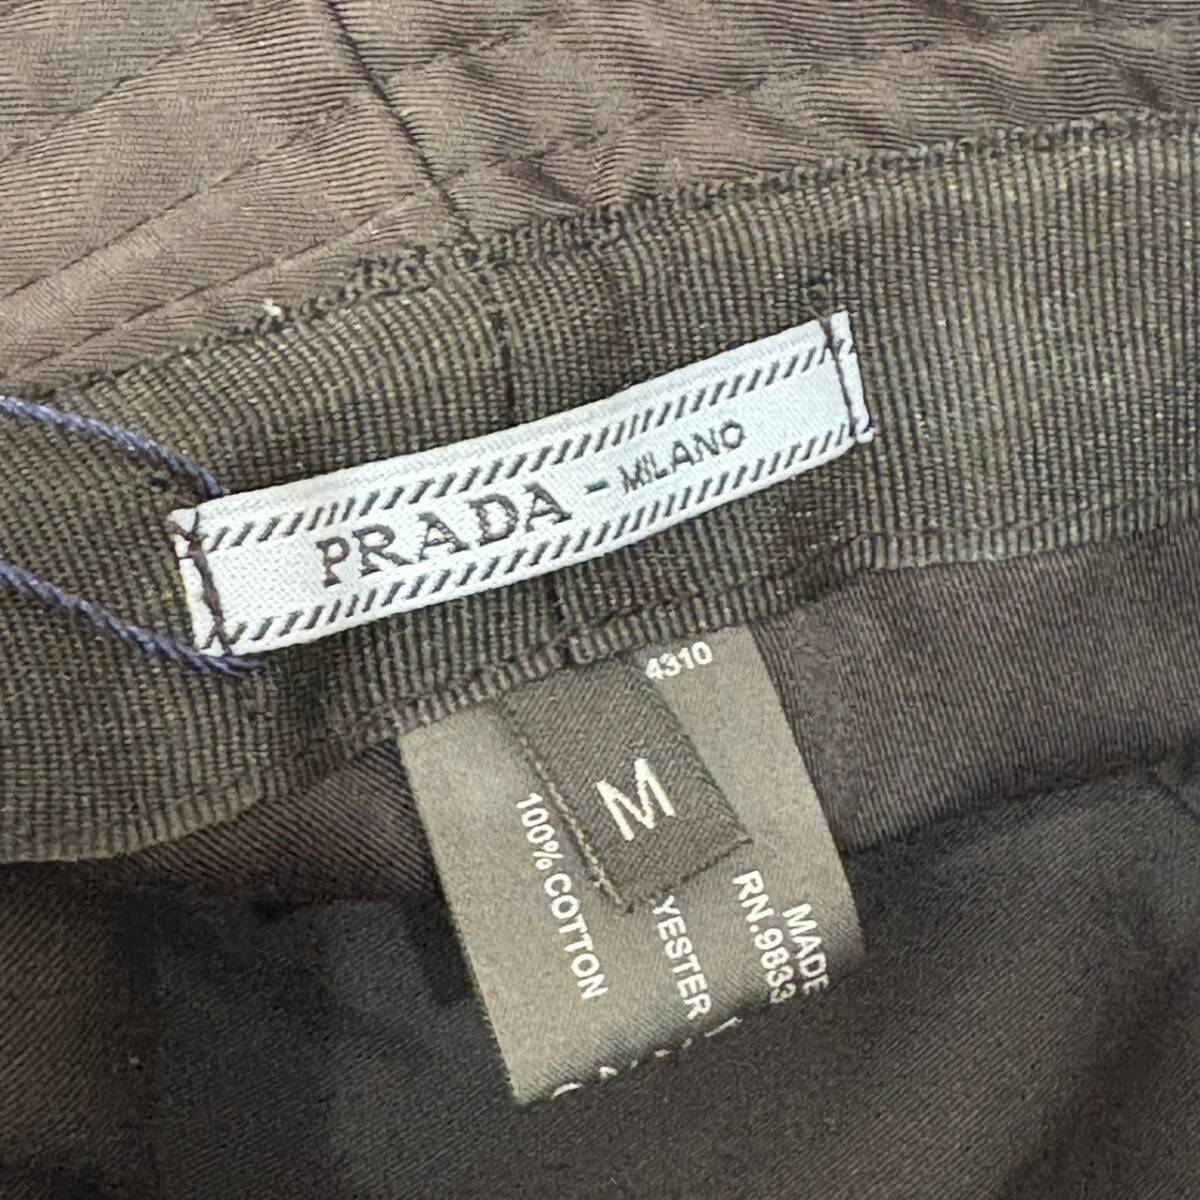 PRADA - MILANO
4310
M
100% COTTON
YESTER
RN.9833
MADE